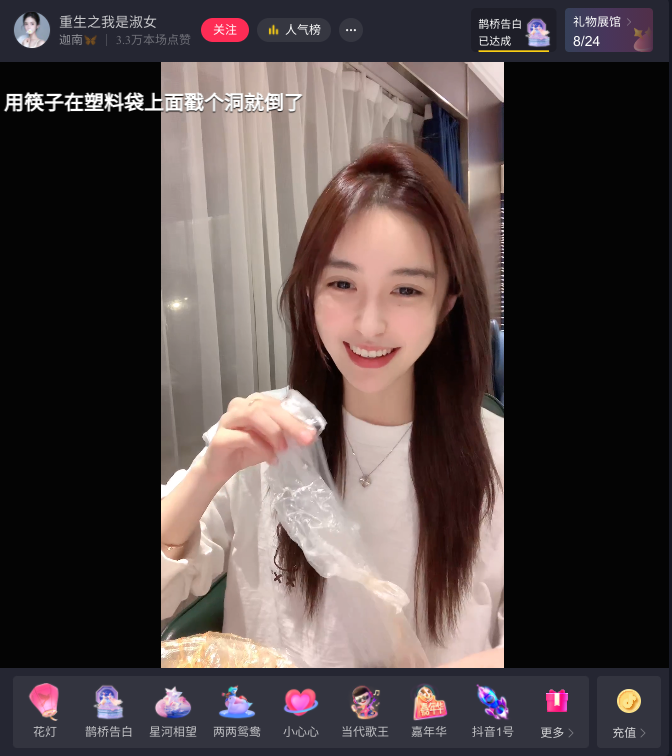 重生之我是淑女
迦南 | 3.3万本场点赞
关注
人气榜
鹊桥告白
已达成
礼物展馆
8/24
用筷子在塑料袋上面戳个洞就倒了
花灯
鹊桥告白
星河相望
两两鸳鸯
小心心
当代歌王
嘉年华
嘉年华
抖音1号
更多
充值